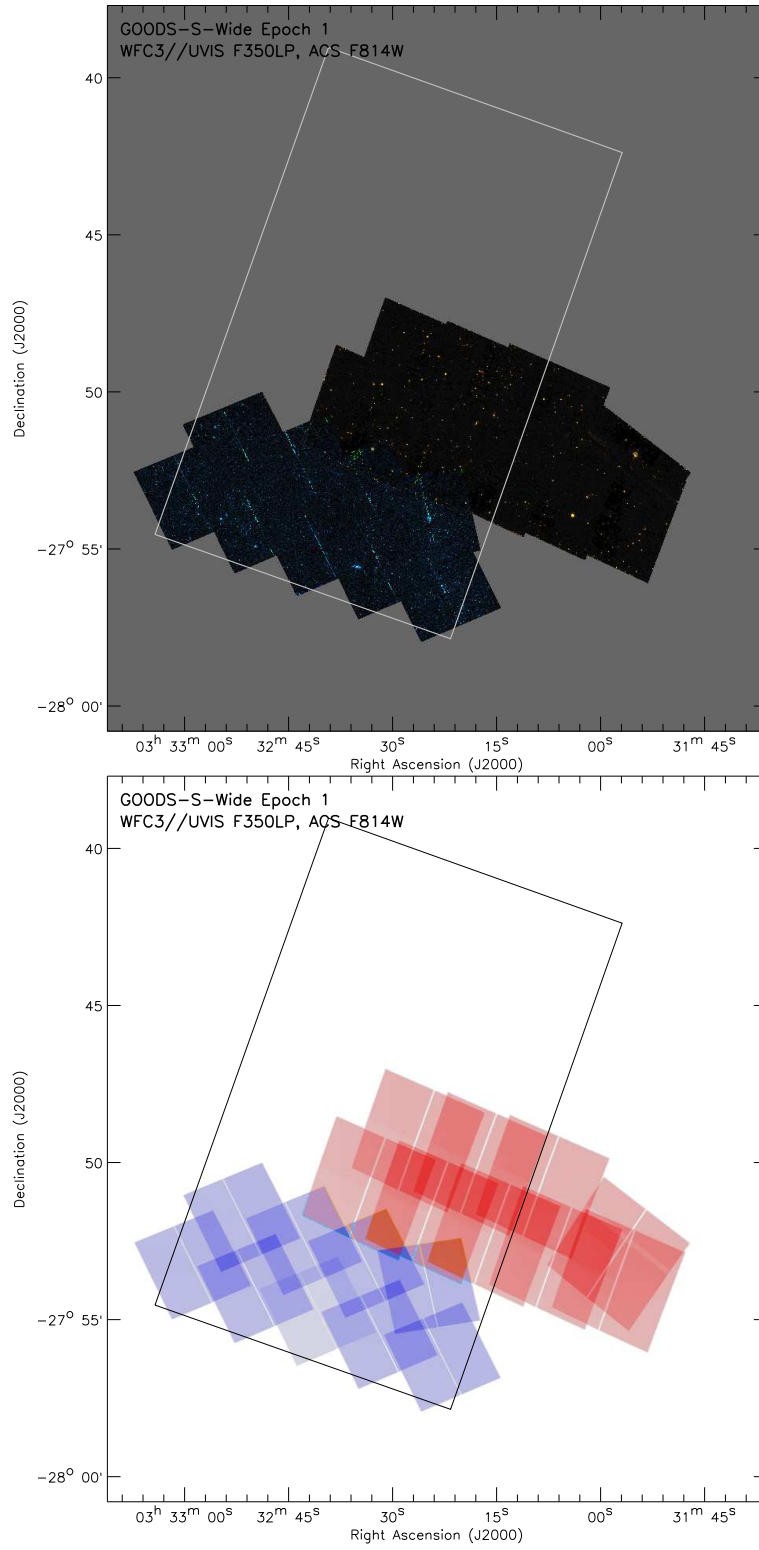 GOODS-S-Wide Epoch 1
WFC3//UVIS F350LP, ACS F814W
40
45
50
-27° 55'
-28° 00'
Declination (J2000)
03h 33m 00s 32m 45s 30s 15s 00s 31m 45s
Right Ascension (J2000)
GOODS-S-Wide Epoch 1
WFC3//UVIS F350LP, ACS F814W
40
45
50
-27° 55'
-28° 00'
Declination (J2000)
03h 33m 00s 32m 45s 30s 15s 00s 31m 45s
Right Ascension (J2000)